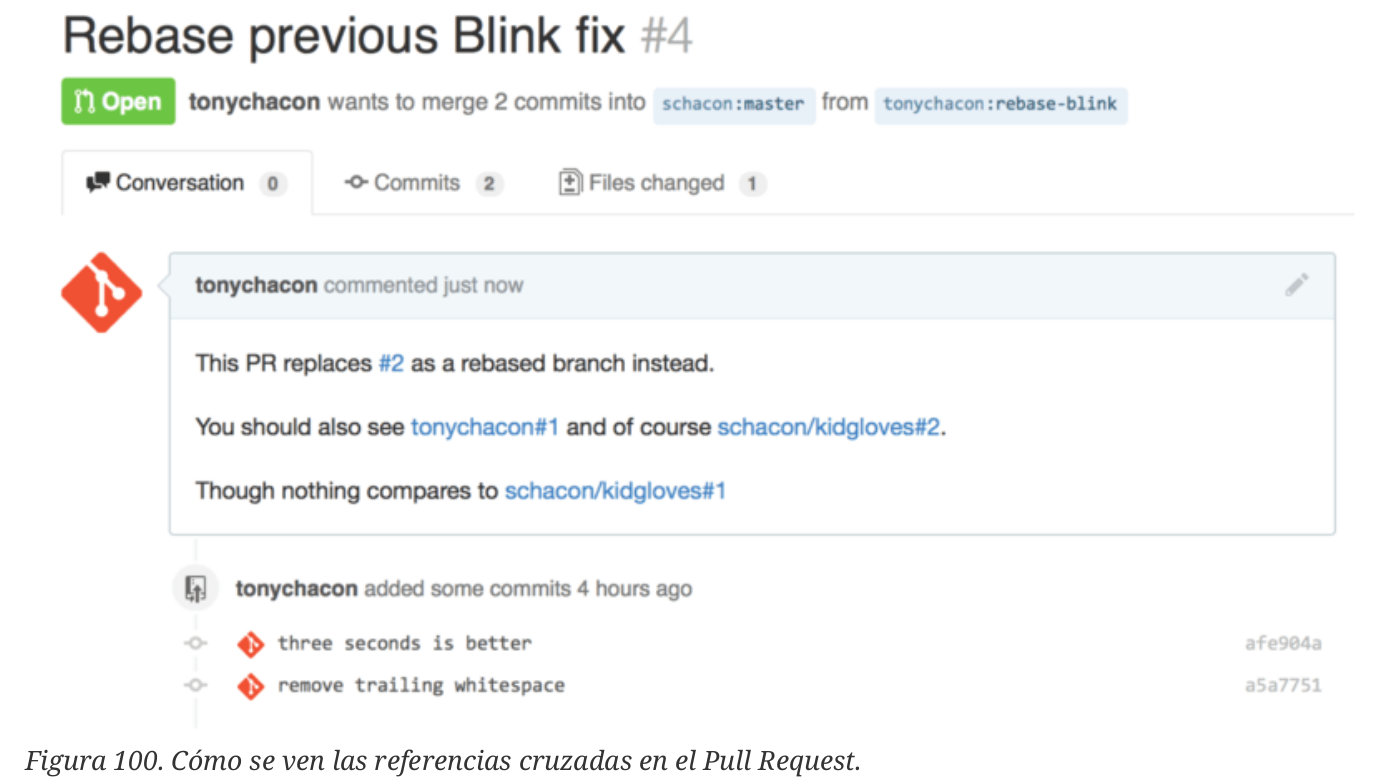 Rebase previous Blink fix #4
Open tonychacon wants to merge 2 commits into schacon:master from tonychacon:rebase-blink
Conversation 0 Commits 2 Files changed 1
tonychacon commented just now
This PR replaces #2 as a rebased branch instead.
You should also see tonychacon#1 and of course schacon/kidgloves#2.
Though nothing compares to schacon/kidgloves#1
tonychacon added some commits 4 hours ago
three seconds is better afe904a
remove trailing whitespace a5a7751
Figura 100. Cómo se ven las referencias cruzadas en el Pull Request.